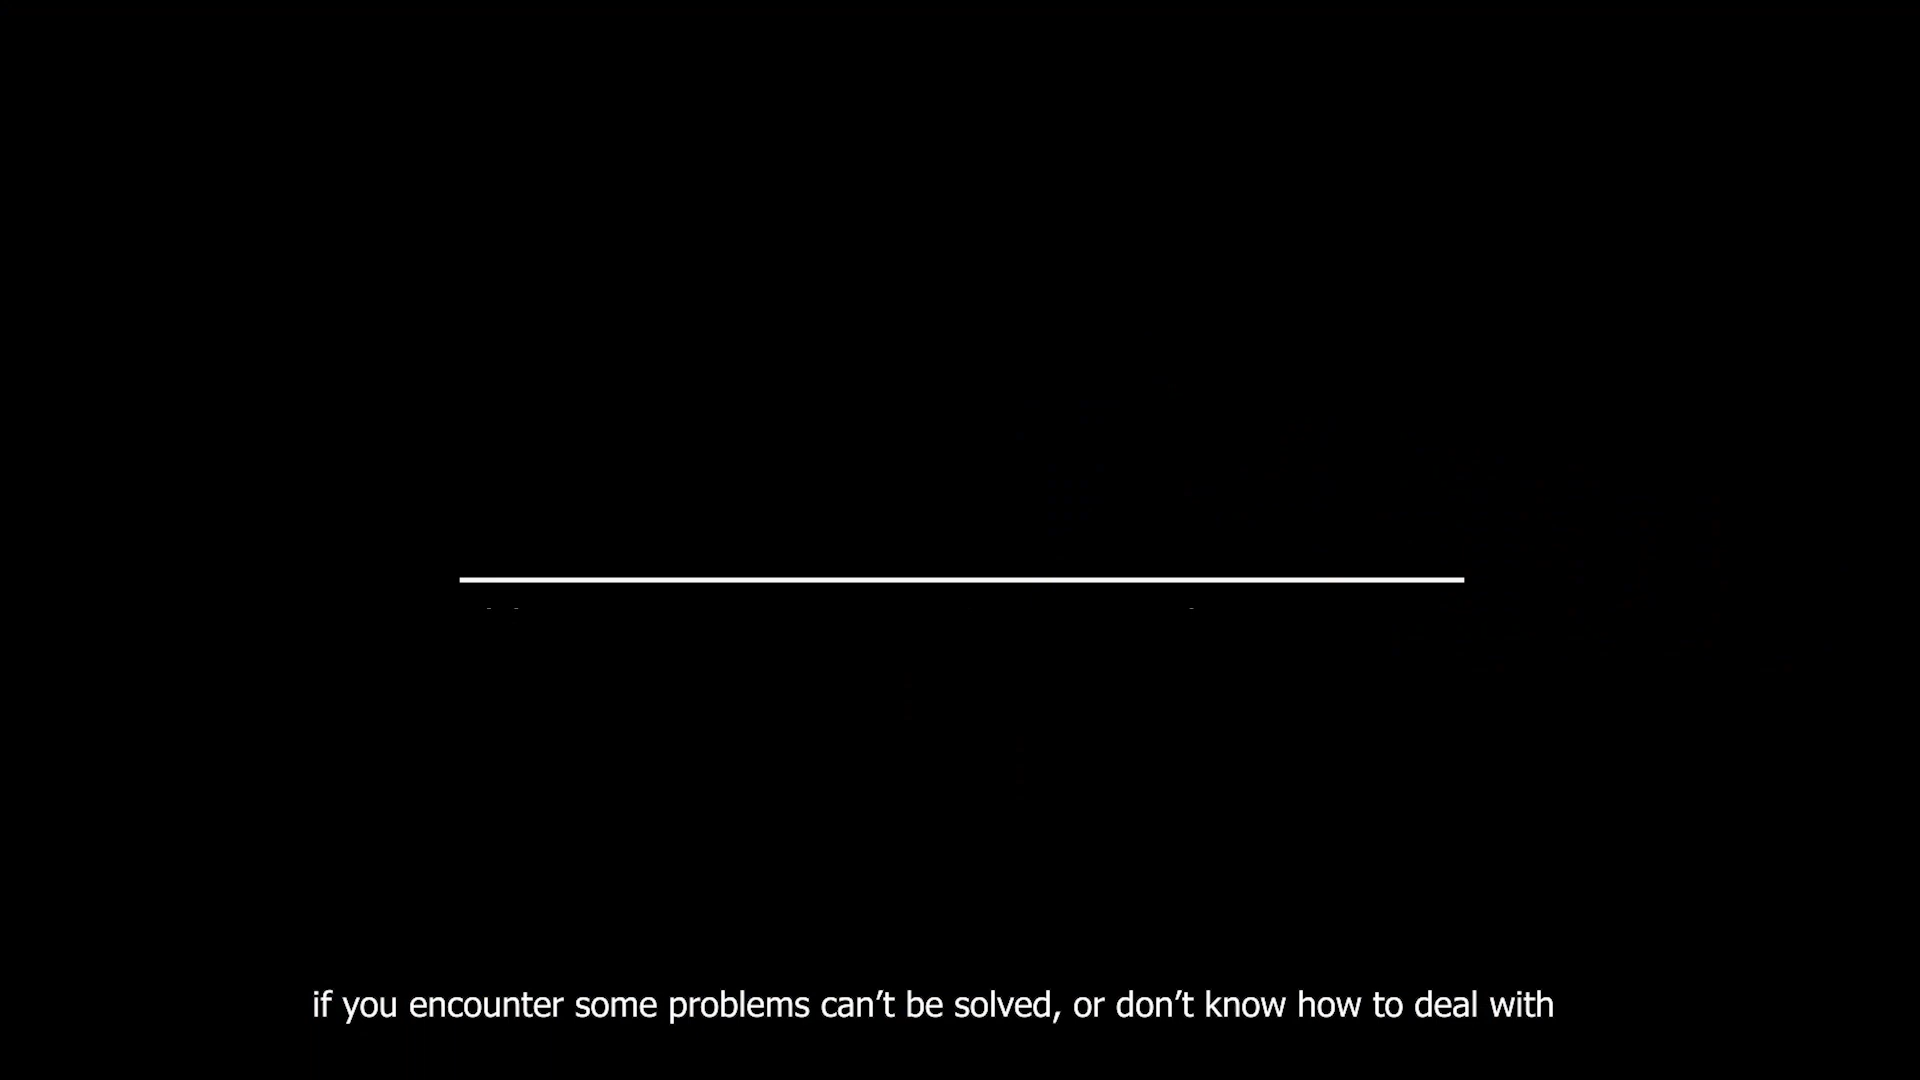 if you encounter some problems can’t be solved, or don’t know how to deal with